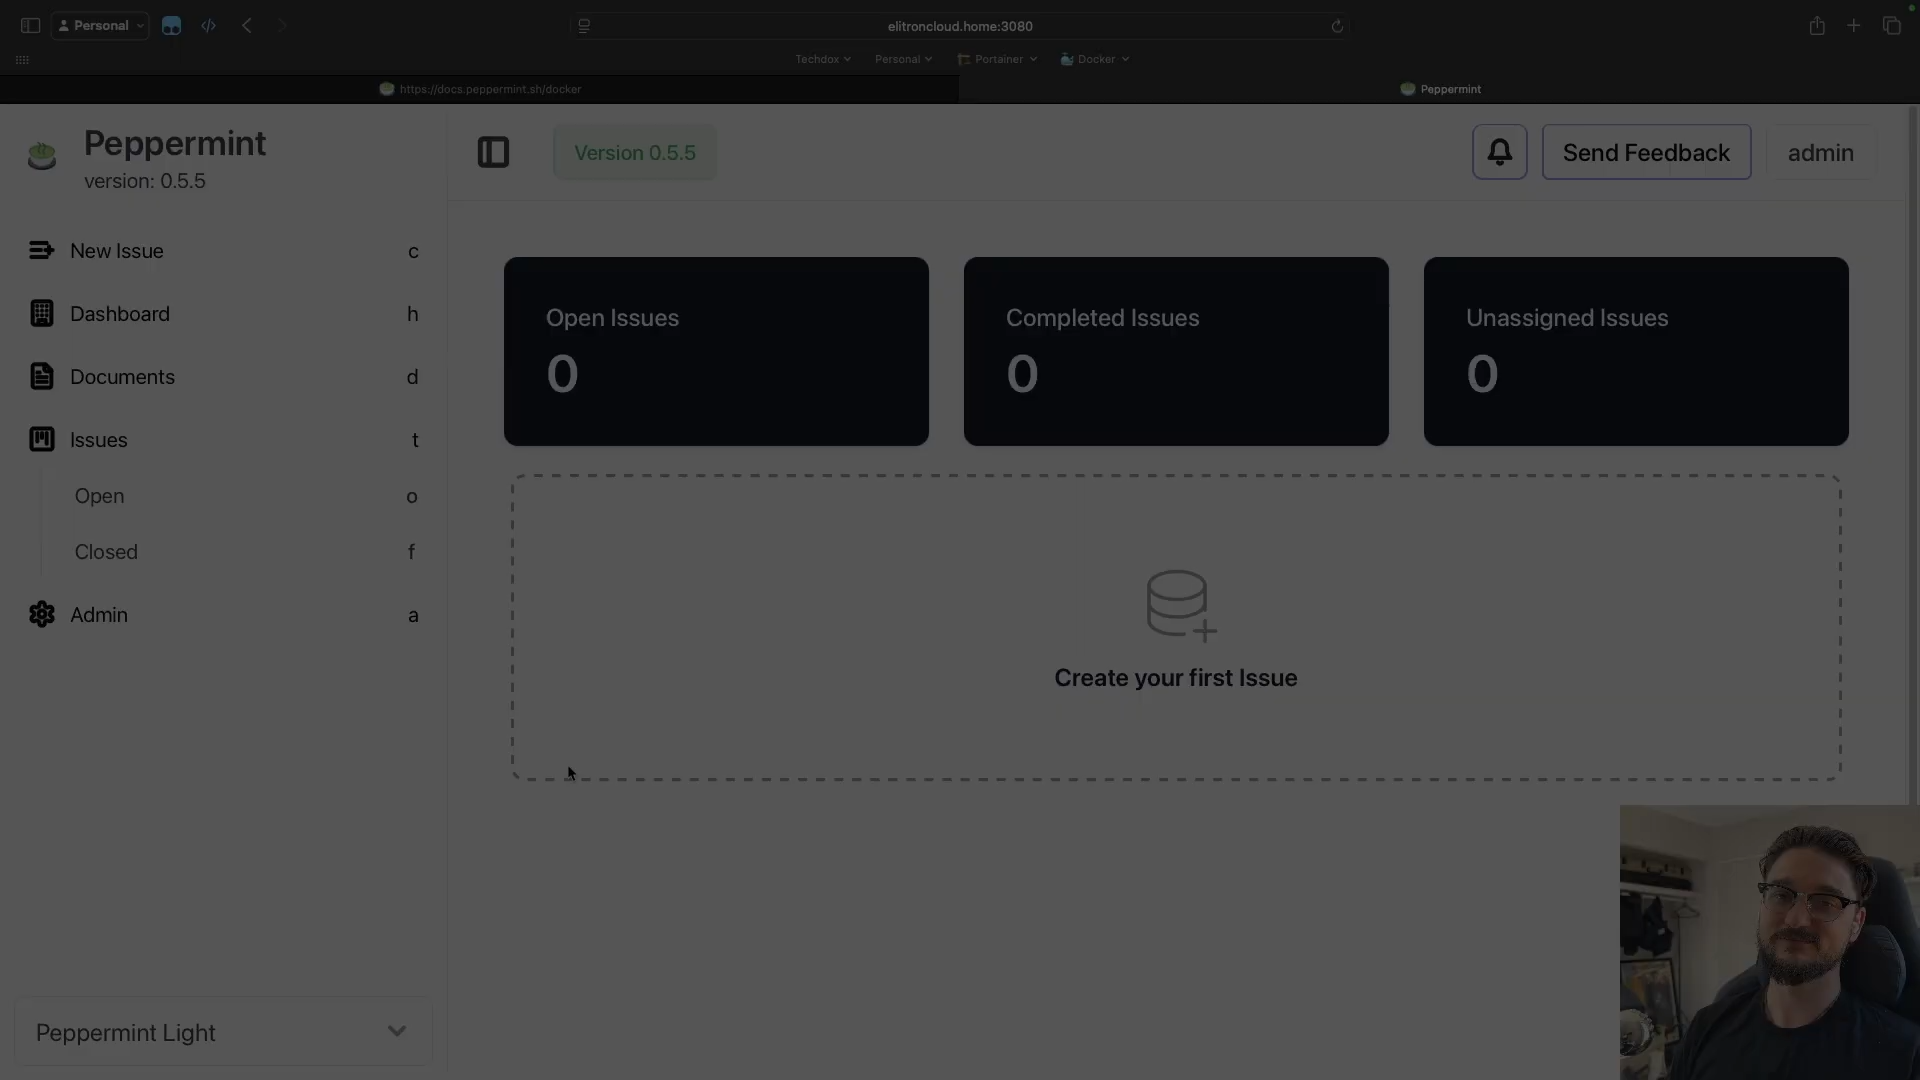 Personal
elitroncloud.home:3080
Techdox
Personal
Portainer
Docker
https://docs.peppermint.sh/docker
Peppermint
Peppermint
version: 0.5.5
Version 0.5.5
Send Feedback
admin
New Issue c
Dashboard h
Documents d
Issues t
Open o
Closed f
Admin a
Open Issues
0
Completed Issues
0
Unassigned Issues
0
Create your first Issue
Peppermint Light